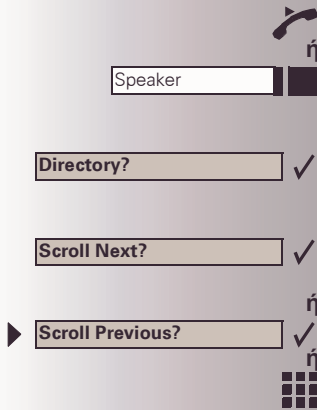 ή
Speaker
Directory?
Scroll Next?
ή
Scroll Previous?
ή